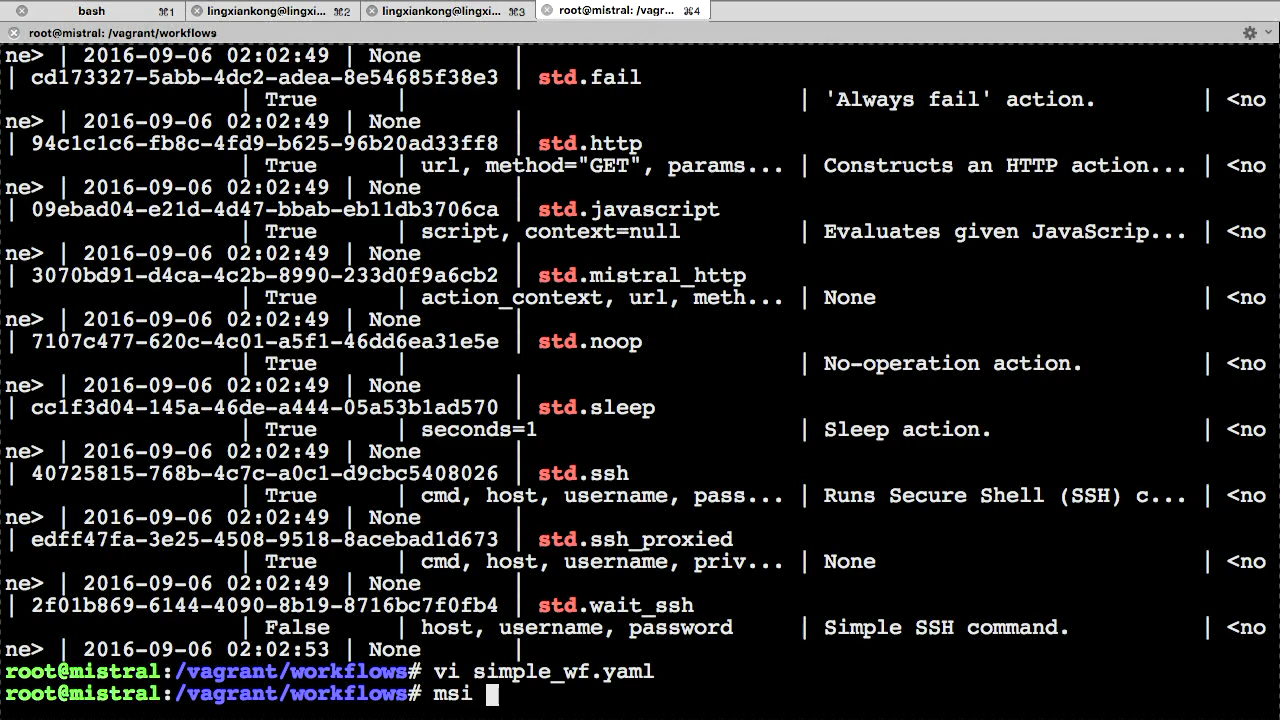 bash ⌘1 lingxiankong@lingxi... ⌘2 lingxiankong@lingxi... ⌘3 root@mistral: /vagr... ⌘4
root@mistral: /vagrant/workflows
ne> | 2016-09-06 02:02:49 | None |
| cd173327-5abb-4dc2-adea-8e54685f38e3 | std.fail
| True | | 'Always fail' action. | <no
ne> | 2016-09-06 02:02:49 | None |
| 94c1c1c6-fb8c-4fd9-b625-96b20ad33ff8 | std.http
| True | url, method="GET", params... | Constructs an HTTP action... | <no
ne> | 2016-09-06 02:02:49 | None |
| 09ebad04-e21d-4d47-bbab-eb11db3706ca | std.javascript
| True | script, context=null | Evaluates given JavaScrip... | <no
ne> | 2016-09-06 02:02:49 | None |
| 3070bd91-d4ca-4c2b-8990-233d0f9a6cb2 | std.mistral_http
| True | action_context, url, meth... | None | <no
ne> | 2016-09-06 02:02:49 | None |
| 7107c477-620c-4c01-a5f1-46dd6ea31e5e | std.noop
| True | | No-operation action. | <no
ne> | 2016-09-06 02:02:49 | None |
| cc1f3d04-145a-46de-a444-05a53b1ad570 | std.sleep
| True | seconds=1 | Sleep action. | <no
ne> | 2016-09-06 02:02:49 | None |
| 40725815-768b-4c7c-a0c1-d9cbc5408026 | std.ssh
| True | cmd, host, username, pass... | Runs Secure Shell (SSH) c... | <no
ne> | 2016-09-06 02:02:49 | None |
| edff47fa-3e25-4508-9518-8acebad1d673 | std.ssh_proxied
| True | cmd, host, username, priv... | None | <no
ne> | 2016-09-06 02:02:49 | None |
| 2f01b869-6144-4090-8b19-8716bc7f0fb4 | std.wait_ssh
| False | host, username, password | Simple SSH command. | <no
ne> | 2016-09-06 02:02:53 | None |
root@mistral:/vagrant/workflows# vi simple_wf.yaml
root@mistral:/vagrant/workflows# msi